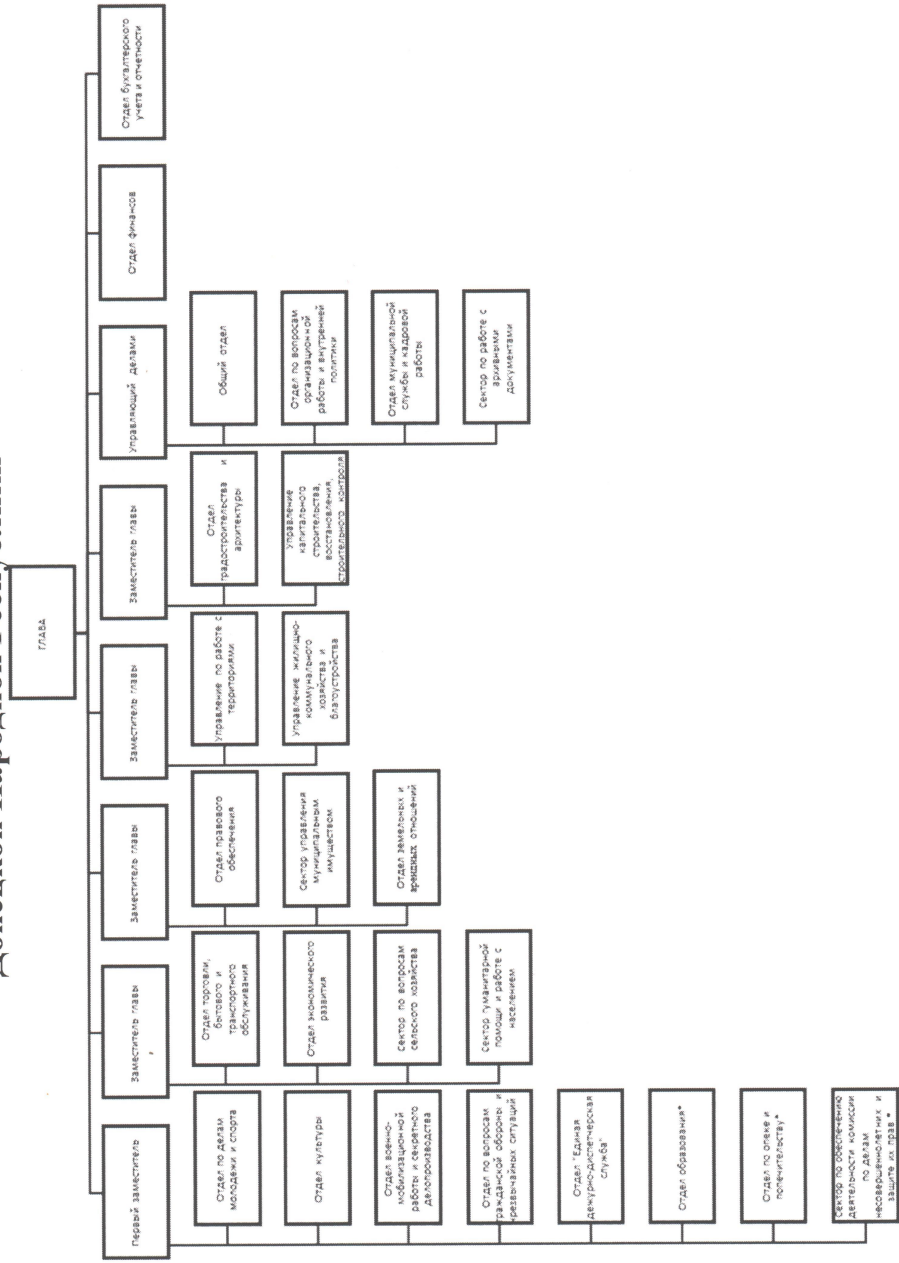 ГЛАВА
Первый заместитель
Отдел по делам
молодежи и спорта
Отдел культуры
Отдел военно-
мобилизационной
работы и секретного
делопроизводства
Отдел по вопросам
гражданской обороны и
чрезвычайных ситуаций
Отдел "Единая
дежурно-диспетчерская
служба"
Отдел образования*
Отдел по опеке и
попечительству*
Сектор по обеспечению
деятельности комиссии
по делам
несовершеннолетних и
защите их прав*
Заместитель главы
Отдел торговли,
бытового и
транспортного
обслуживания
Отдел экономического
развития
Сектор по вопросам
сельского хозяйства
Сектор гуманитарной
помощи и работе с
населением
Заместитель главы
Отдел правового
обеспечения
Сектор управления
муниципальным
имуществом
Отдел земельных и
арендных отношений
Заместитель главы
Управление по работе с
территориями
Управление жилищно-
коммунального
хозяйства и
благоустройства
Заместитель главы
Отдел
градостроительства и
архитектуры
Управление
капитального
строительства,
восстановления,
строительного контроля
Управляющий делами
Общий отдел
Отдел по вопросам
организационной
работы и внутренней
политики
Отдел муниципальной
службы и кадровой
работы
Сектор по работе с
архивными
документами
Отдел финансов
Отдел бухгалтерского
учета и отчетности